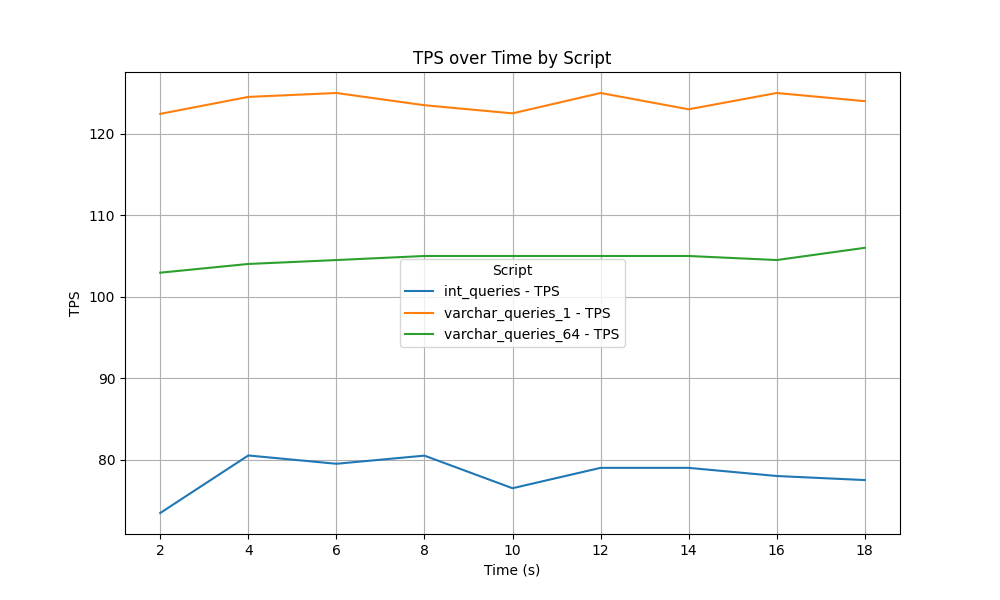 TPS over Time by Script
TPS
120
110
100
90
80
Script
int_queries - TPS
varchar_queries_1 - TPS
varchar_queries_64 - TPS
2 4 6 8 10 12 14 16 18
Time (s)